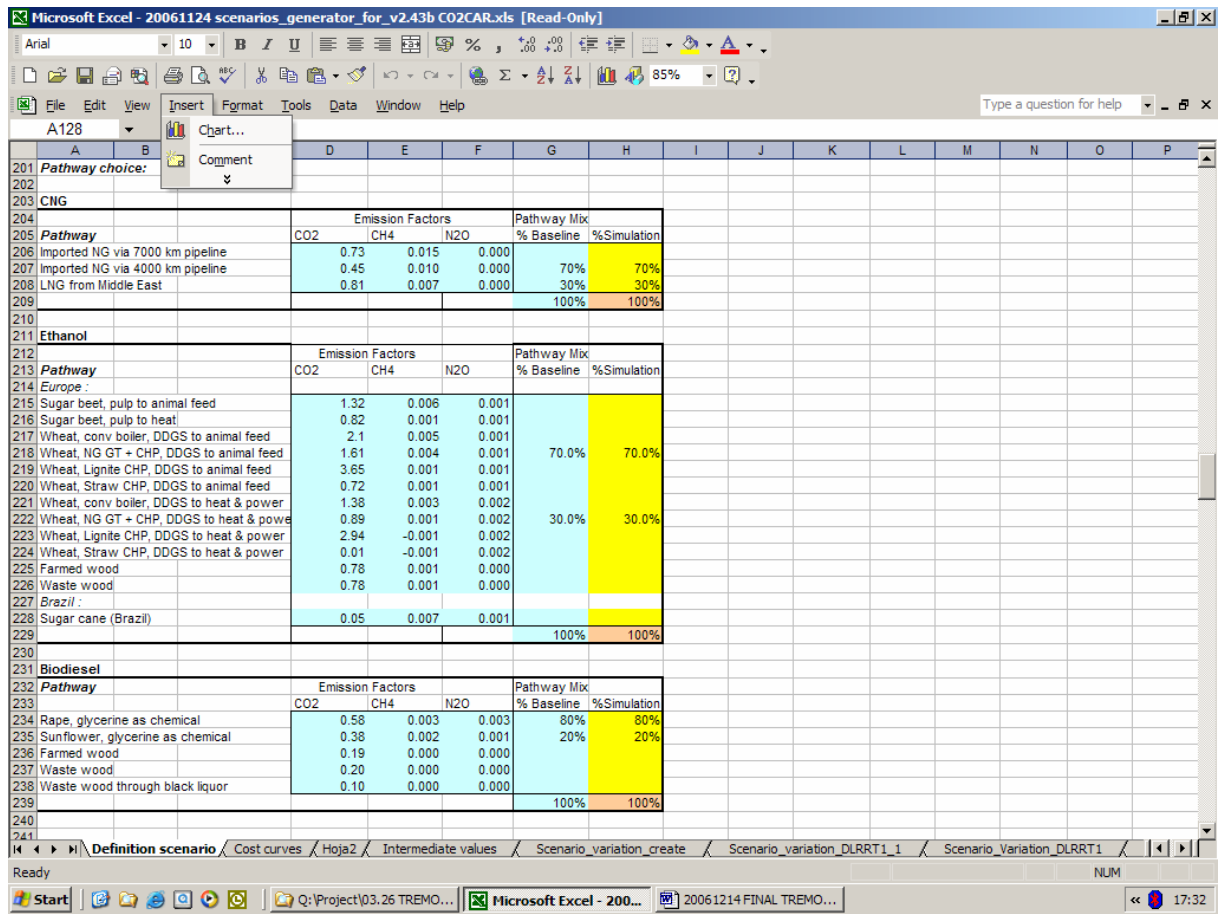 Microsoft Excel - 20061124 scenarios_generator_for_v2.43b CO2CAR.xls [Read-Only]
Arial 10 B I U
85%
File Edit View Insert Format Tools Data Window Help Type a question for help
A128
Chart...
Comment
A B D E F G H I J K L M N O P
201 Pathway choice:
202
203 CNG
204 Emission Factors Pathway Mix
205 Pathway CO2 CH4 N2O % Baseline %Simulation
206 Imported NG via 7000 km pipeline 0.73 0.015 0.000
207 Imported NG via 4000 km pipeline 0.45 0.010 0.000 70% 70%
208 LNG from Middle East 0.81 0.007 0.000 30% 30%
209 100% 100%
210
211 Ethanol
212 Emission Factors Pathway Mix
213 Pathway CO2 CH4 N2O % Baseline %Simulation
214 Europe :
215 Sugar beet, pulp to animal feed 1.32 0.006 0.001
216 Sugar beet, pulp to heat 0.82 0.001 0.001
217 Wheat, conv boiler, DDGS to animal feed 2.1 0.005 0.001
218 Wheat, NG GT + CHP, DDGS to animal feed 1.61 0.004 0.001 70.0% 70.0%
219 Wheat, Lignite CHP, DDGS to animal feed 3.65 0.001 0.001
220 Wheat, Straw CHP, DDGS to animal feed 0.72 0.001 0.001
221 Wheat, conv boiler, DDGS to heat & power 1.38 0.003 0.002
222 Wheat, NG GT + CHP, DDGS to heat & powe 0.89 0.001 0.002 30.0% 30.0%
223 Wheat, Lignite CHP, DDGS to heat & power 2.94 -0.001 0.002
224 Wheat, Straw CHP, DDGS to heat & power 0.01 -0.001 0.002
225 Farmed wood 0.78 0.001 0.000
226 Waste wood 0.78 0.001 0.000
227 Brazil :
228 Sugar cane (Brazil) 0.05 0.007 0.001
229 100% 100%
230
231 Biodiesel
232 Pathway Emission Factors Pathway Mix
233 CO2 CH4 N2O % Baseline %Simulation
234 Rape, glycerine as chemical 0.58 0.003 0.003 80% 80%
235 Sunflower, glycerine as chemical 0.38 0.002 0.001 20% 20%
236 Farmed wood 0.19 0.000 0.000
237 Waste wood 0.20 0.000 0.000
238 Waste wood through black liquor 0.10 0.000 0.000
239 100% 100%
240
241
Definition scenario Cost curves Hoja2 Intermediate values Scenario_variation_create Scenario_variation_DLRRT1_1 Scenario_Variation_DLRRT1
Ready NUM
Start Q:\Project\03.26 TREMO... Microsoft Excel - 200... 20061214 FINAL TREMO... 17:32